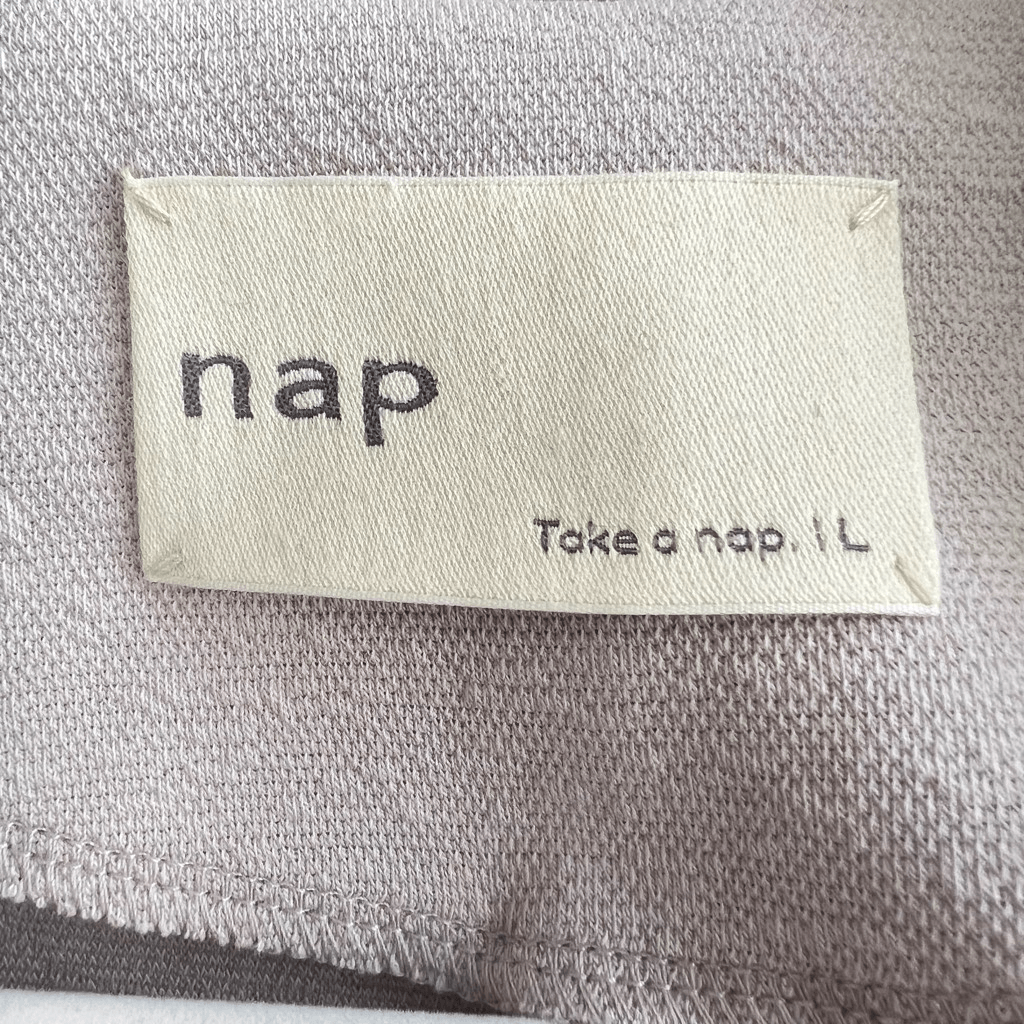 nap
Take a nap. | L